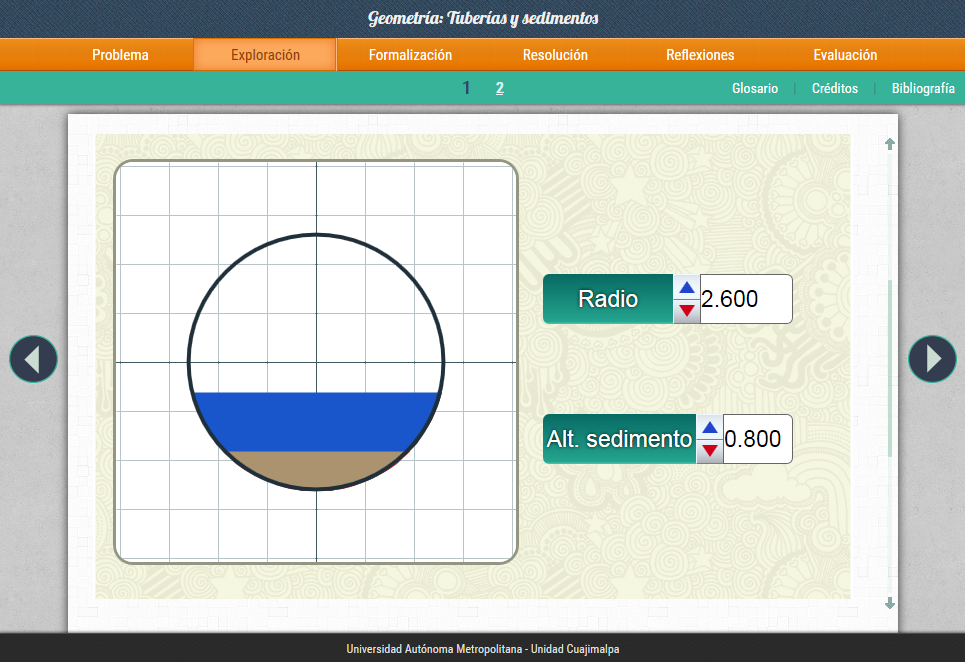 Geometría: Tuberías y sedimentos
Problema Exploración Formalización Resolución Reflexiones Evaluación
1 2 Glosario | Créditos | Bibliografía
Radio 2.600
Alt. sedimento 0.800
Universidad Autónoma Metropolitana - Unidad Cuajimalpa